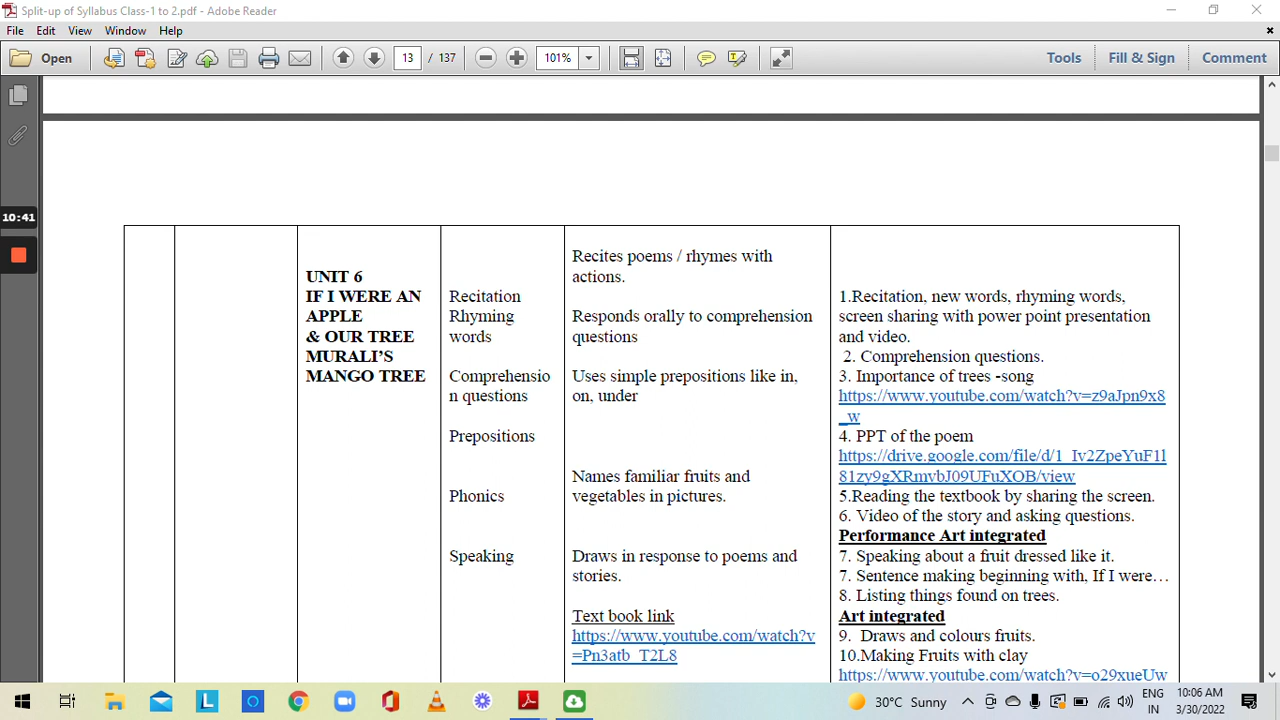 Split-up of Syllabus Class-1 to 2.pdf - Adobe Reader
File Edit View Window Help
Open 13 / 137 101% Tools Fill & Sign Comment
10:41
UNIT 6
IF I WERE AN
APPLE
& OUR TREE
MURALI'S
MANGO TREE
Recitation
Rhyming
words
Comprehensio
n questions
Prepositions
Phonics
Speaking
Recites poems / rhymes with
actions.
Responds orally to comprehension
questions
Uses simple prepositions like in,
on, under
Names familiar fruits and
vegetables in pictures.
Draws in response to poems and
stories.
Text book link
https://www.youtube.com/watch?v
=Pn3atb_T2L8
1.Recitation, new words, rhyming words,
screen sharing with power point presentation
and video.
2. Comprehension questions.
3. Importance of trees -song
https://www.youtube.com/watch?v=z9aJpn9x8
_w
4. PPT of the poem
https://drive.google.com/file/d/1_Iv2ZpeYuF1l
81zy9gXRmvbJ09UFuXOB/view
5.Reading the textbook by sharing the screen.
6. Video of the story and asking questions.
Performance Art integrated
7. Speaking about a fruit dressed like it.
7. Sentence making beginning with, If I were…
8. Listing things found on trees.
Art integrated
9. Draws and colours fruits.
10.Making Fruits with clay
https://www.youtube.com/watch?v=o29xueUw
30°C Sunny
ENG
IN
10:06 AM
3/30/2022